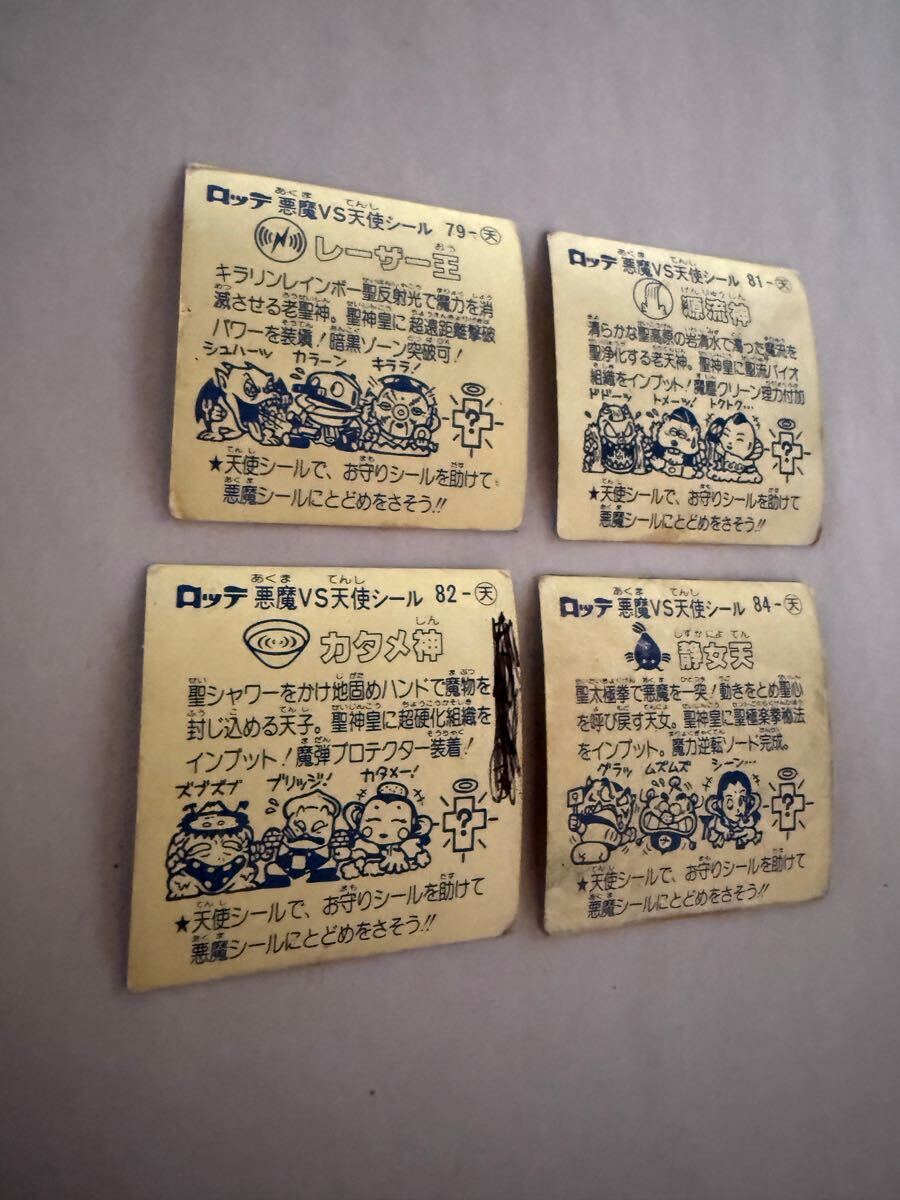 ロッテ 悪魔VS天使シール 79-天
レーザー王
キラリンレインボー聖反射光で魔力を消
滅させる老聖神。聖神皇に超遠距離撃破
パワーを装塡!暗黒ゾーン突破可!
シュハーッ カラーン キララ!
?
★天使シールで、お守りシールを助けて
悪魔シールにとどめをさそう!!
ロッテ 悪魔VS天使シール 81-天
源流神
清らかな聖高原の岩清水で濁った魔流を
聖浄化する老天神。聖神皇に聖流バイオ
組織をインプット!魔塵クリーン理力付加
ドドーッ トメーッ! トクトク…
?
★天使シールで、お守りシールを助けて
悪魔シールにとどめをさそう!!
ロッテ 悪魔VS天使シール 82-天
カタメ神
聖シャワーをかけ地固めハンドで魔物を
封じ込める天子。聖神皇に超硬化組織を
インプット!魔弾プロテクター装着!
ズブズブ ブリッジ! カタメー!
?
★天使シールで、お守りシールを助けて
悪魔シールにとどめをさそう!!
ロッテ 悪魔VS天使シール 84-天
静女天
聖太極拳で悪魔を一突!動きをとめ聖心
を呼び戻す天女。聖神皇に聖極楽拳秘法
をインプット。魔力逆転ソード完成。
グラッ ムズムズ シーン…
?
★天使シールで、お守りシールを助けて
悪魔シールにとどめをさそう!!